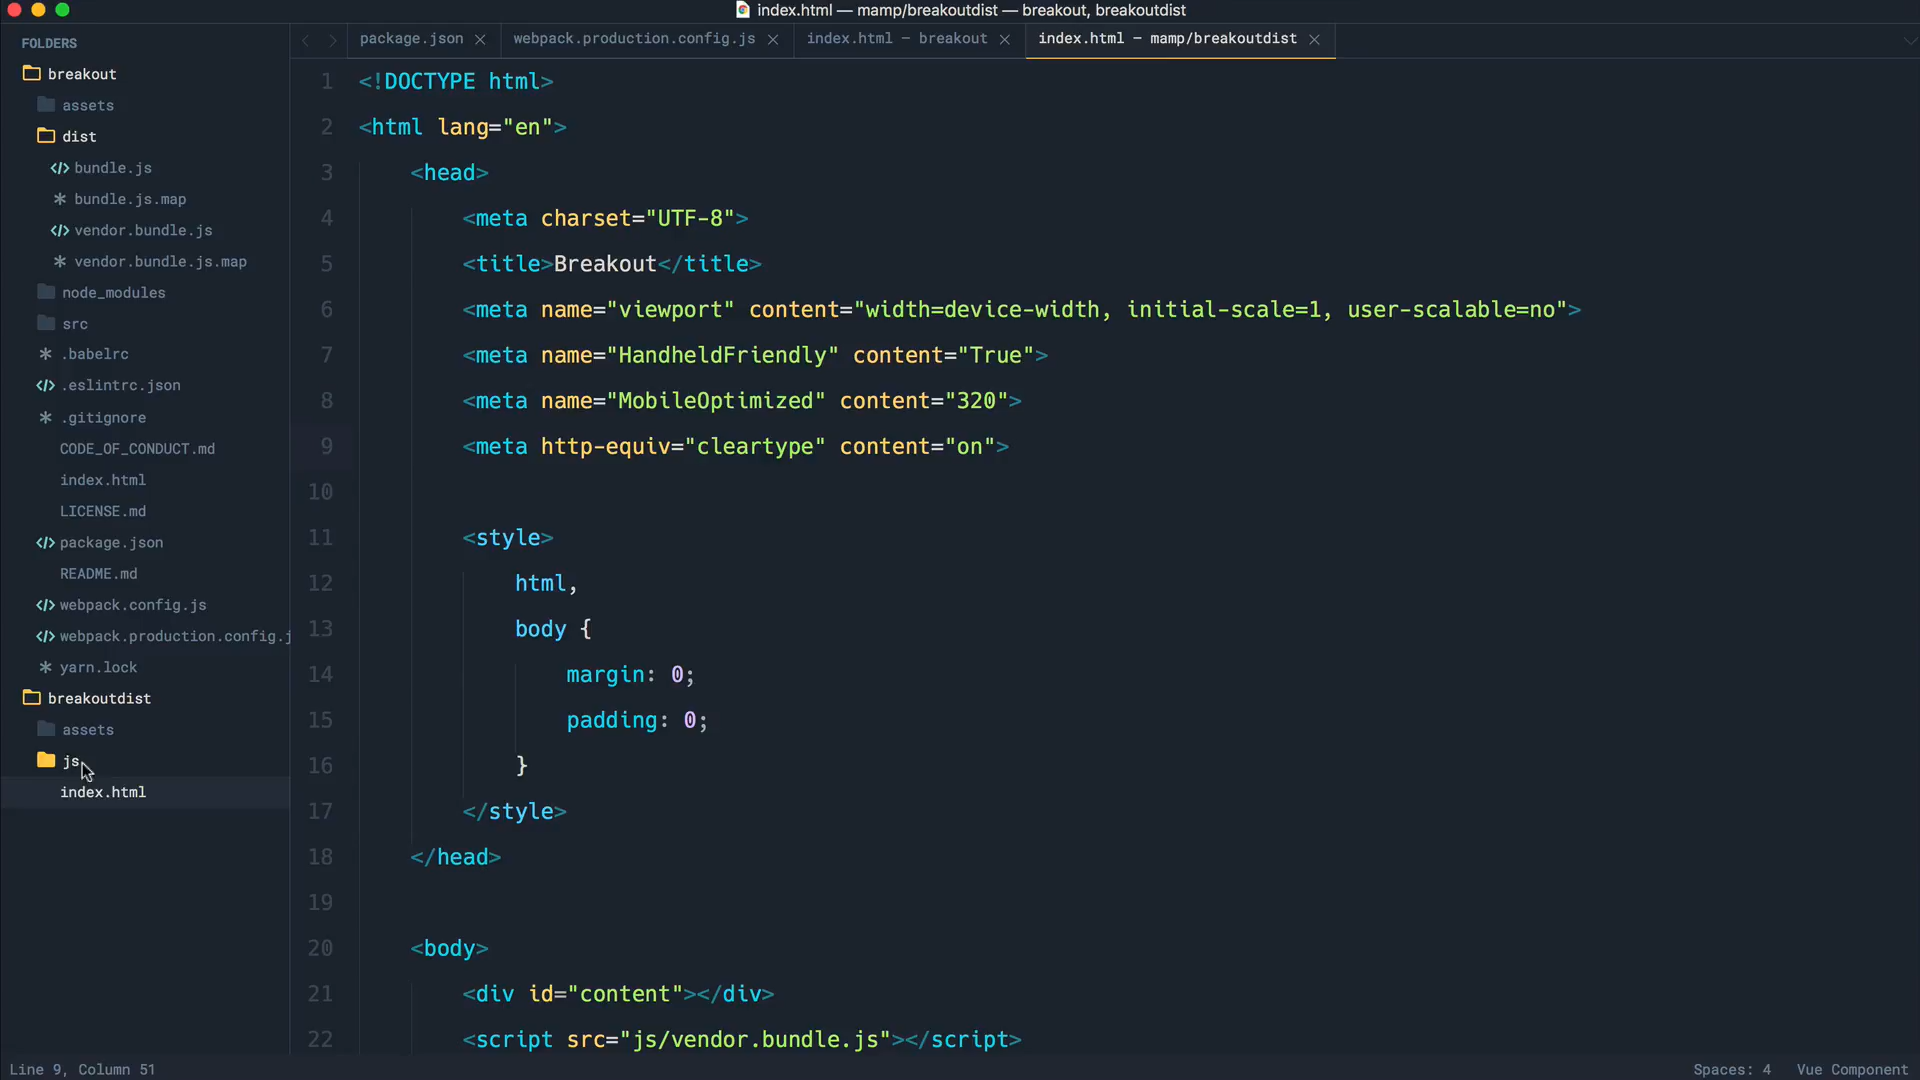 index.html — mamp/breakoutdist — breakout, breakoutdist
FOLDERS
breakout
assets
dist
bundle.js
bundle.js.map
vendor.bundle.js
vendor.bundle.js.map
node_modules
src
.babelrc
.eslintrc.json
.gitignore
CODE_OF_CONDUCT.md
index.html
LICENSE.md
package.json
README.md
webpack.config.js
webpack.production.config.j
yarn.lock
breakoutdist
assets
js
index.html
package.json
webpack.production.config.js
index.html — breakout
index.html — mamp/breakoutdist
1 <!DOCTYPE html>
2 <html lang="en">
3 <head>
4 <meta charset="UTF-8">
5 <title>Breakout</title>
6 <meta name="viewport" content="width=device-width, initial-scale=1, user-scalable=no">
7 <meta name="HandheldFriendly" content="True">
8 <meta name="MobileOptimized" content="320">
9 <meta http-equiv="cleartype" content="on">
10
11 <style>
12 html,
13 body {
14 margin: 0;
15 padding: 0;
16 }
17 </style>
18 </head>
19
20 <body>
21 <div id="content"></div>
22 <script src="js/vendor.bundle.js"></script>
Line 9, Column 51
Spaces: 4
Vue Component